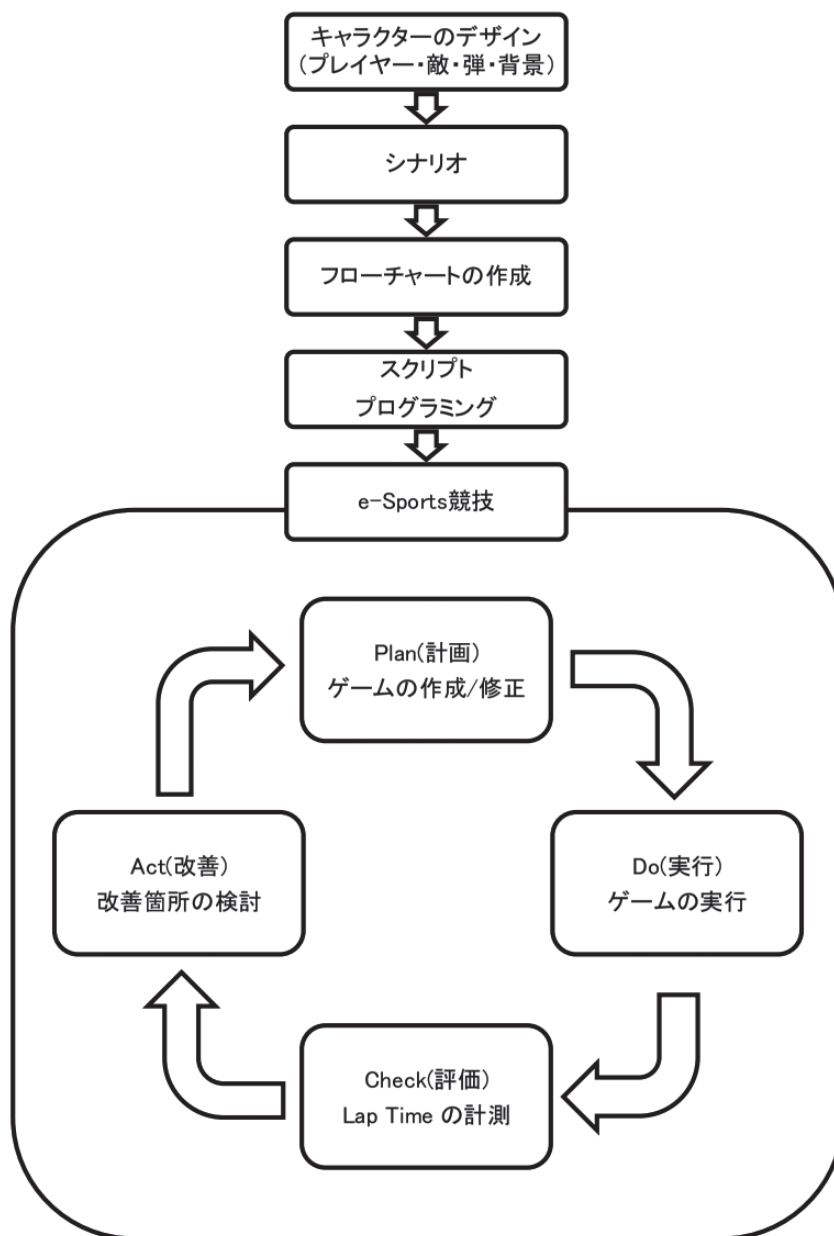 キャラクターのデザイン
(プレイヤー・敵・弾・背景)
シナリオ
フローチャートの作成
スクリプト
プログラミング
e-Sports競技
Plan(計画)
ゲームの作成/修正
Do(実行)
ゲームの実行
Check(評価)
Lap Time の計測
Act(改善)
改善箇所の検討